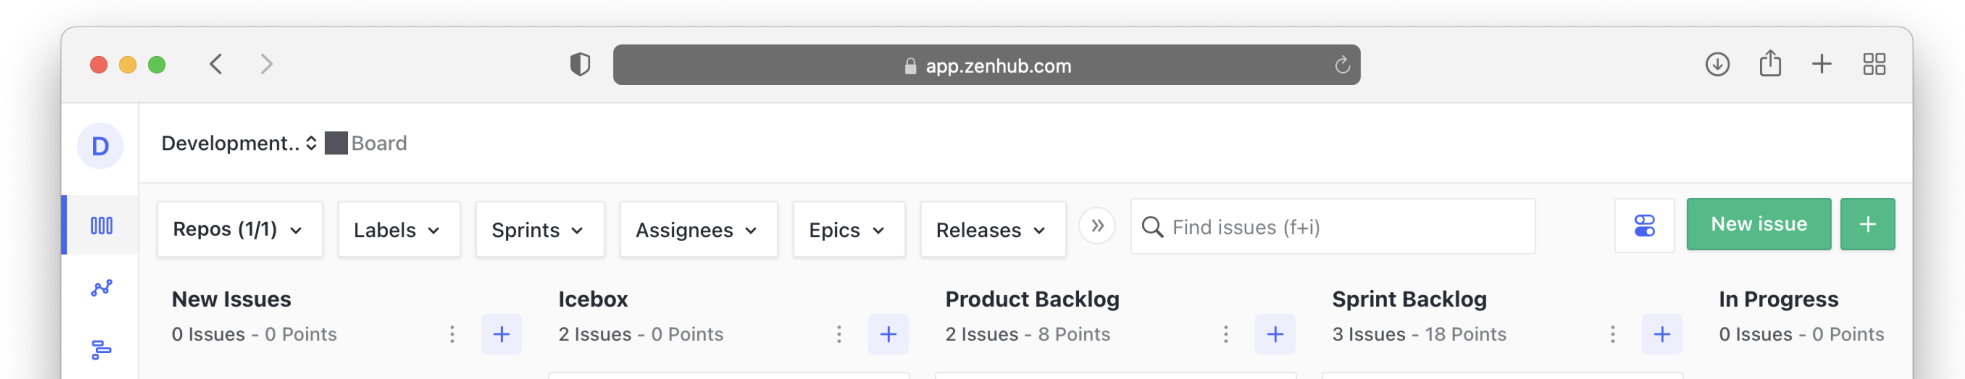 app.zenhub.com
D
Development.. Board
Repos (1/1) Labels Sprints Assignees Epics Releases » Find issues (f+i) New issue +
New Issues Icebox Product Backlog Sprint Backlog In Progress
0 Issues - 0 Points 2 Issues - 0 Points 2 Issues - 8 Points 3 Issues - 18 Points 0 Issues - 0 Points